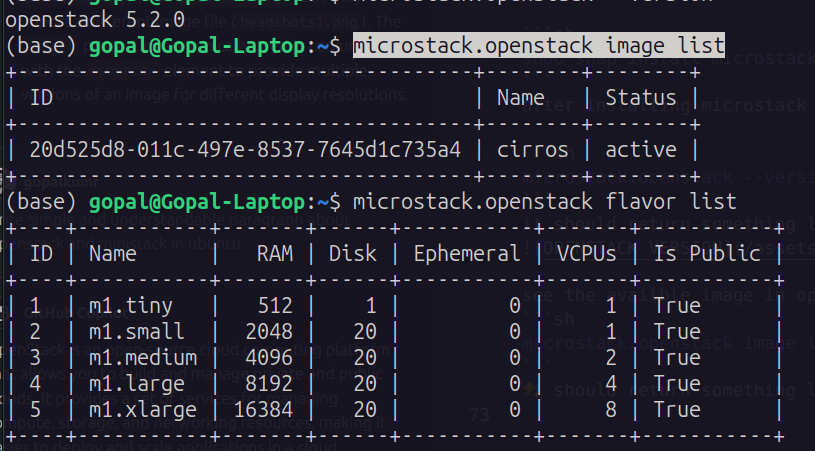 openstack 5.2.0
(base) gopal@Gopal-Laptop:~$ microstack.openstack image list
+--------------------------------------+--------+--------+
| ID                                   | Name   | Status |
+--------------------------------------+--------+--------+
| 20d525d8-011c-497e-8537-7645d1c735a4 | cirros | active |
+--------------------------------------+--------+--------+
(base) gopal@Gopal-Laptop:~$ microstack.openstack flavor list
+----+-----------+-------+------+-----------+-------+-----------+
| ID | Name      |   RAM | Disk | Ephemeral | VCPUs | Is Public |
+----+-----------+-------+------+-----------+-------+-----------+
| 1  | m1.tiny   |   512 |    1 |         0 |     1 | True      |
| 2  | m1.small  |  2048 |   20 |         0 |     1 | True      |
| 3  | m1.medium |  4096 |   20 |         0 |     2 | True      |
| 4  | m1.large  |  8192 |   20 |         0 |     4 | True      |
| 5  | m1.xlarge | 16384 |   20 |         0 |     8 | True      |
+----+-----------+-------+------+-----------+-------+-----------+